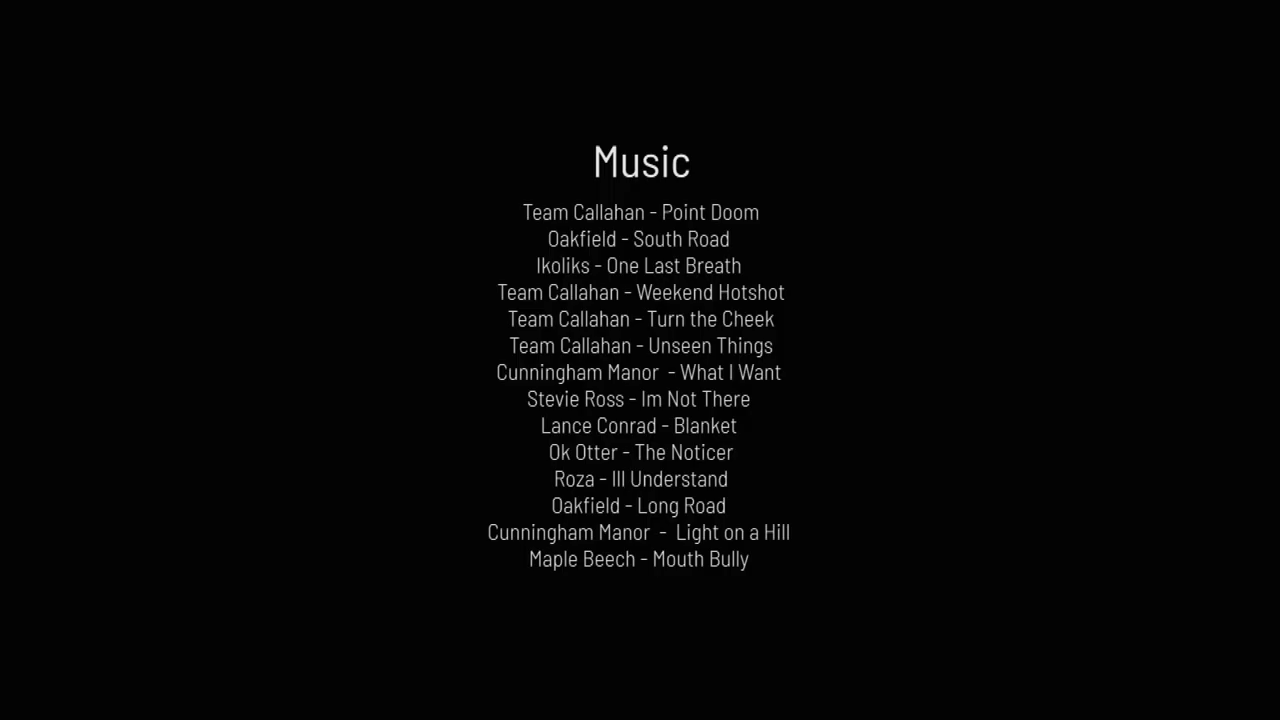 Music
Team Callahan - Point Doom
Oakfield - South Road
Ikoliks - One Last Breath
Team Callahan - Weekend Hotshot
Team Callahan - Turn the Cheek
Team Callahan - Unseen Things
Cunningham Manor  - What I Want
Stevie Ross - Im Not There
Lance Conrad - Blanket
Ok Otter - The Noticer
Roza - Ill Understand
Oakfield - Long Road
Cunningham Manor  -  Light on a Hill
Maple Beech - Mouth Bully